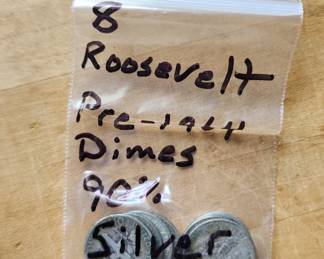 8
Roosevelt
Pre-1964
Dimes
90%
Silver